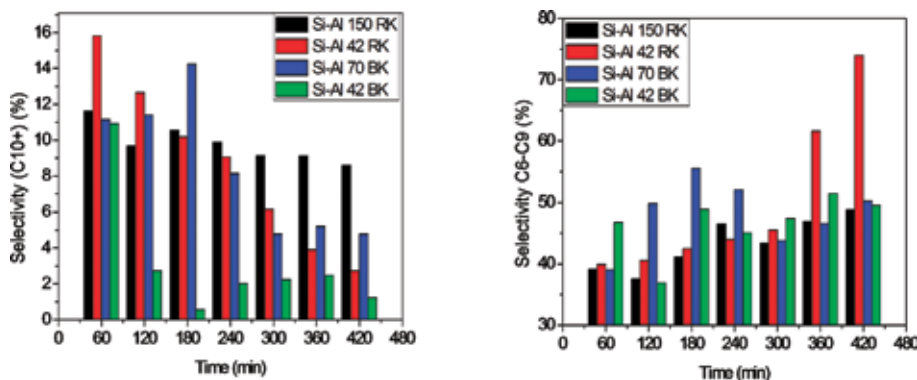 Selectivity (C10+) (%)
16
14
12
10
8
6
4
2
0
Si-Al 150 RK
Si-Al 42 RK
Si-Al 70 BK
Si-Al 42 BK
0 60 120 180 240 300 360 420 480
Time (min)
Selectivity C6-C9 (%)
80
70
60
50
40
30
Si-Al 150 RK
Si-Al 42 RK
Si-Al 70 BK
Si-Al 42 BK
0 60 120 180 240 300 360 420 480
Time (min)